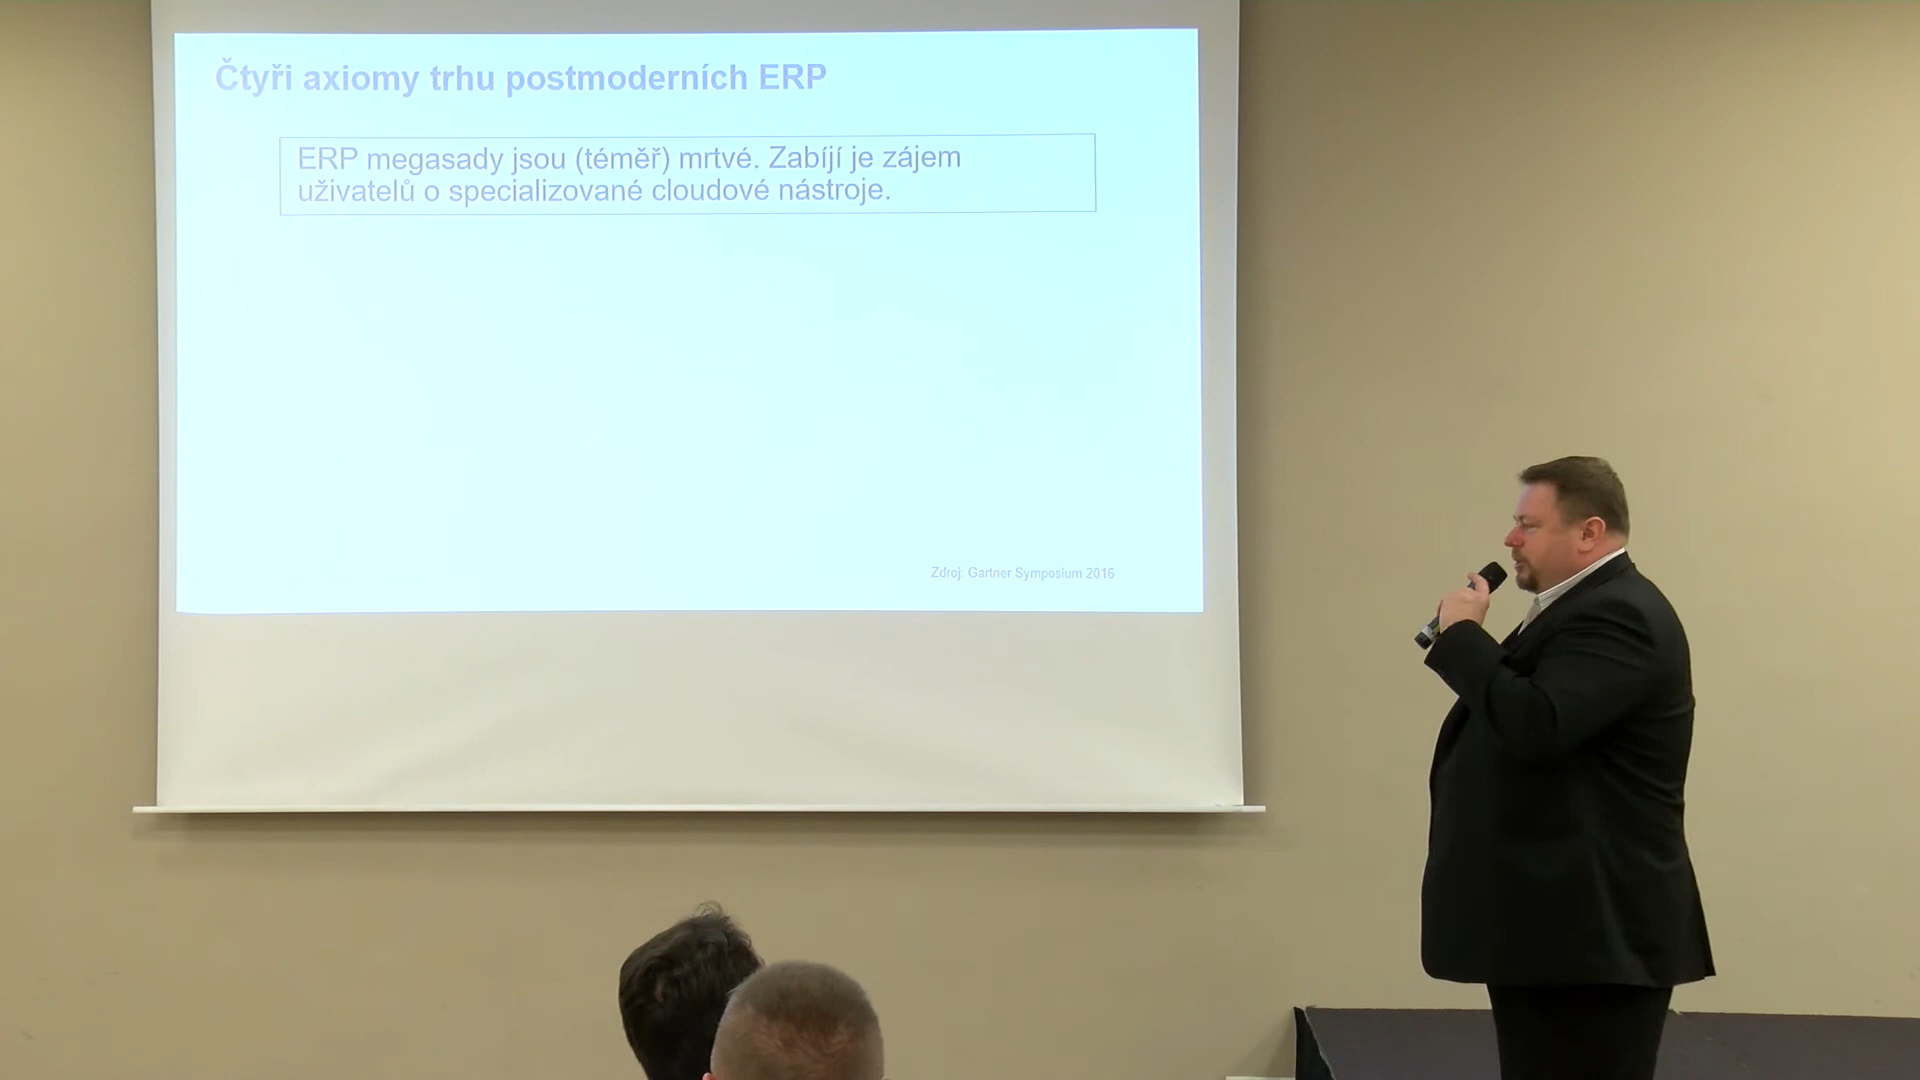 Čtyři axiomy trhu postmoderních ERP
ERP megasady jsou (téměř) mrtvé. Zabíjí je zájem
uživatelů o specializované cloudové nástroje.
Zdroj: Gartner Symposium 2016